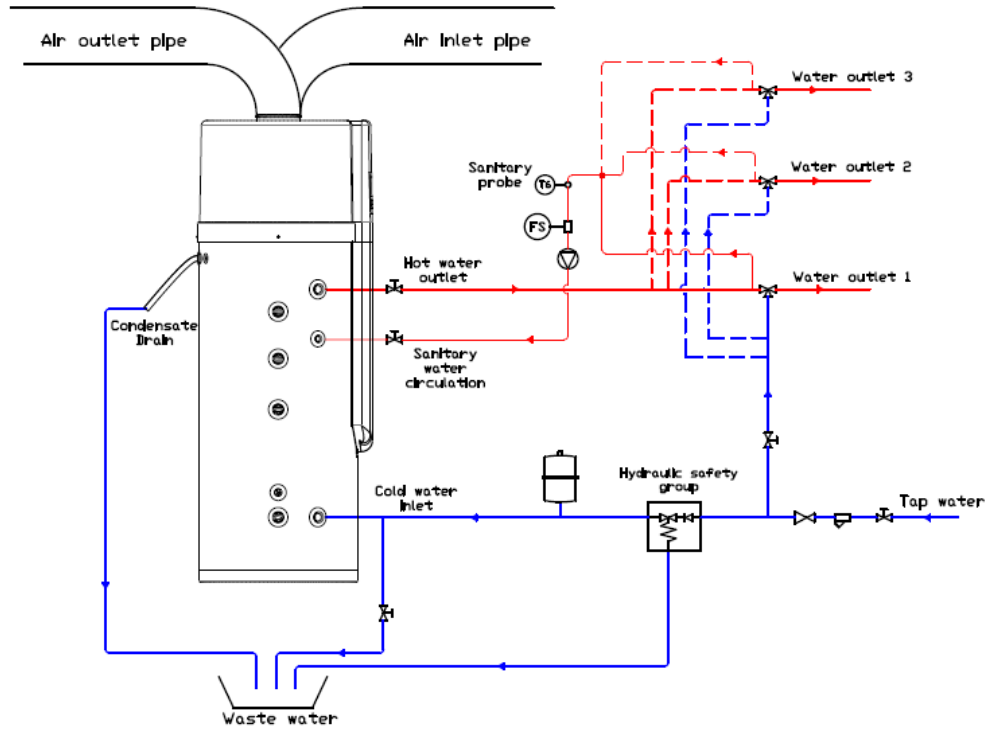 Air outlet pipe
Air inlet pipe
Water outlet 3
Sanitary
probe
T6
Water outlet 2
FS
Hot water
outlet
Water outlet 1
Condensate
Drain
Sanitary
water
circulation
Hydraulic safety
group
Cold water
inlet
Tap water
Waste water